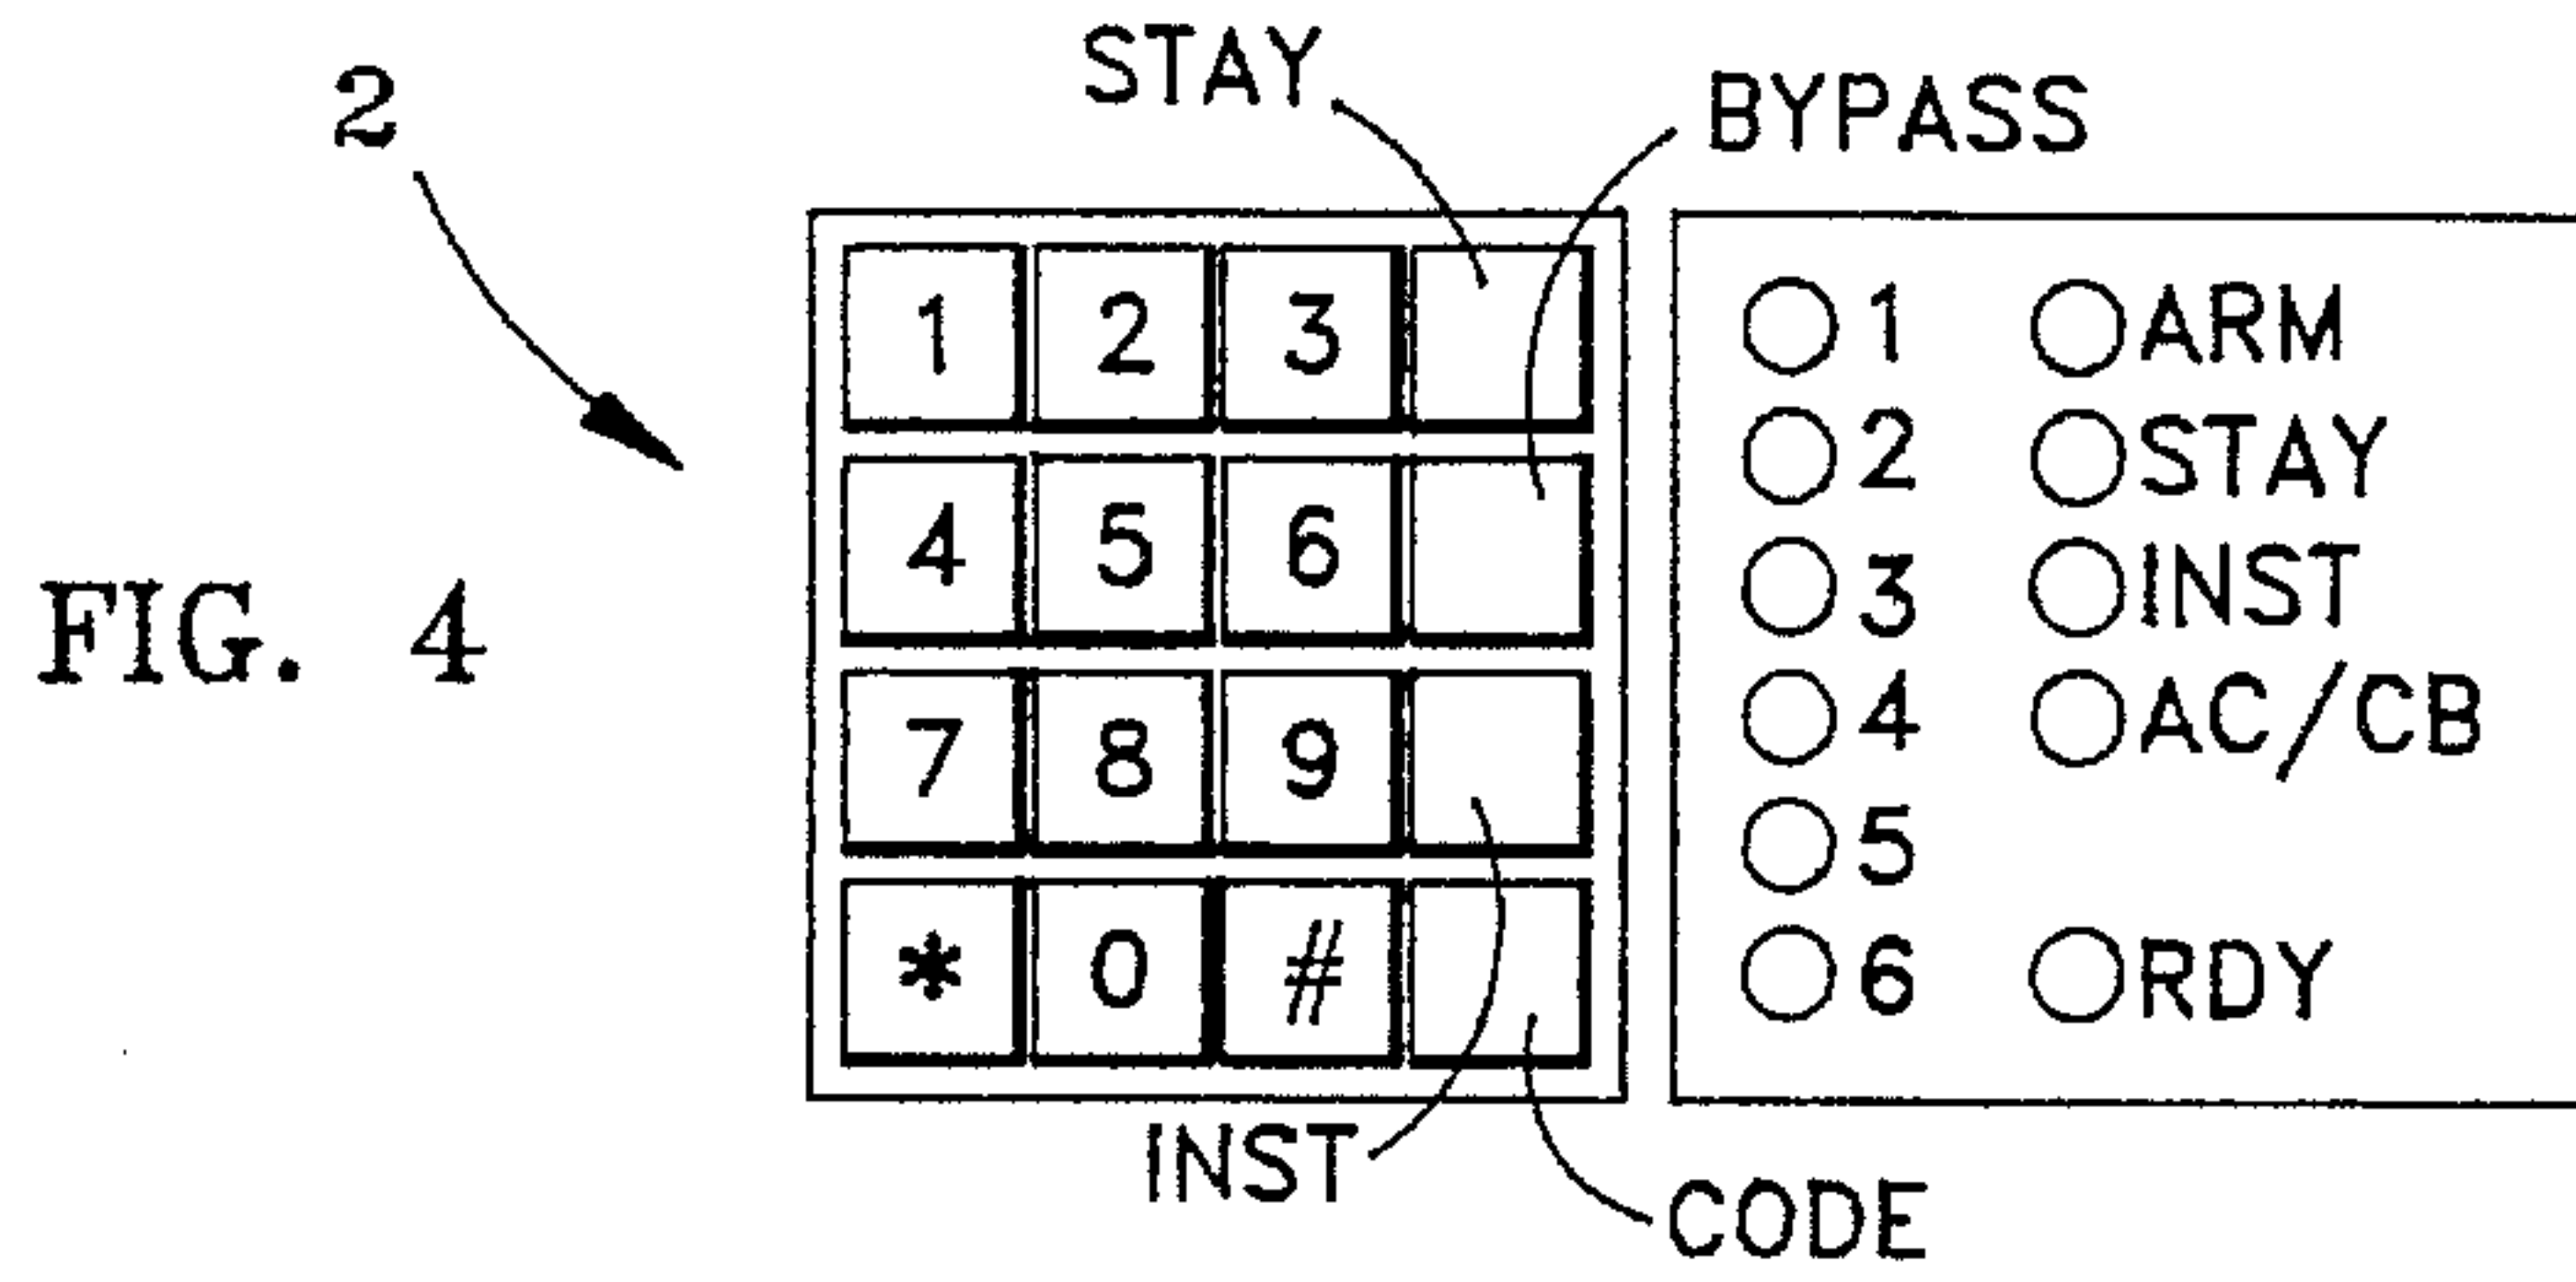 STAY
BYPASS
2
1 2 3
4 5 6
7 8 9
* 0 #
1 ARM
2 STAY
3 INST
4 AC/CB
5
6 RDY
FIG. 4
INST
CODE